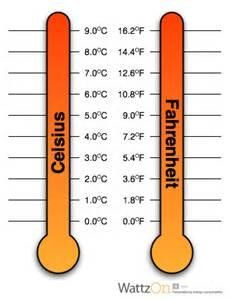 9.0°C 16.2°F
8.0°C 14.4°F
7.0°C 12.6°F
6.0°C 10.8°F
5.0°C 9.0°F
4.0°C 7.2°F
3.0°C 5.4°F
2.0°C 3.6°F
1.0°C 1.8°F
0.0°C 0.0°F
Celsius
Fahrenheit
WattzOn